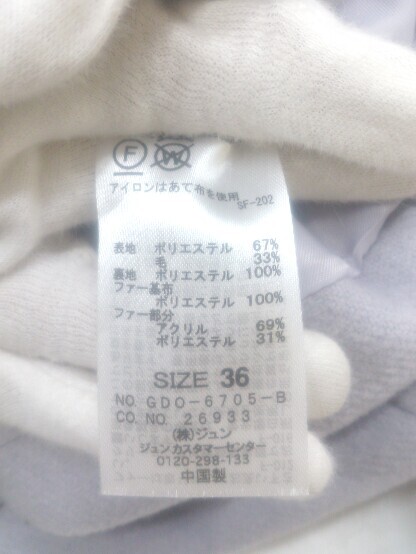 F W
アイロンはあて布を使用
SF-202
表地 ポリエステル 67%
毛 33%
裏地 ポリエステル 100%
ファー基布
ポリエステル 100%
ファー部分
アクリル 69%
ポリエステル 31%
SIZE 36
NO. GDO-6705-B
CO. NO. 26933
(株)ジュン
ジュンカスタマーセンター
0120-298-133
中国製